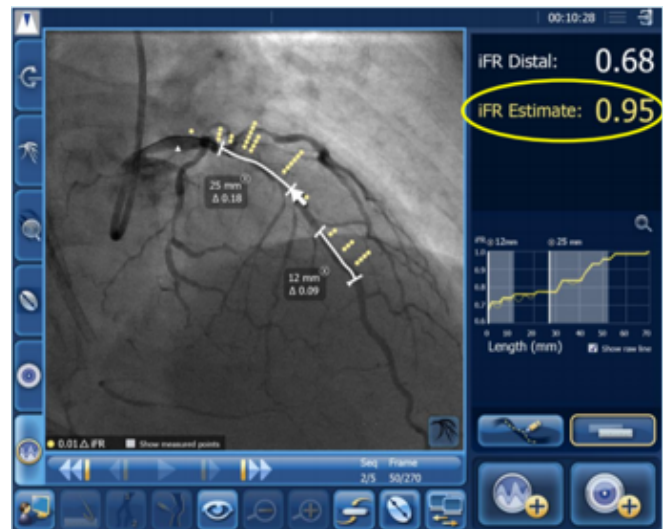 00:10:28
iFR Distal: 0.68
iFR Estimate: 0.95
25 mm
Δ 0.18
12 mm
Δ 0.09
iFR 12mm 25 mm
1.0
0.9
0.8
0.7
0.6
0 10 20 30 40 50 60 70
Length (mm) Show raw line
0.01 Δ iFR Show measured points
Seq Frame
2/5 50/270